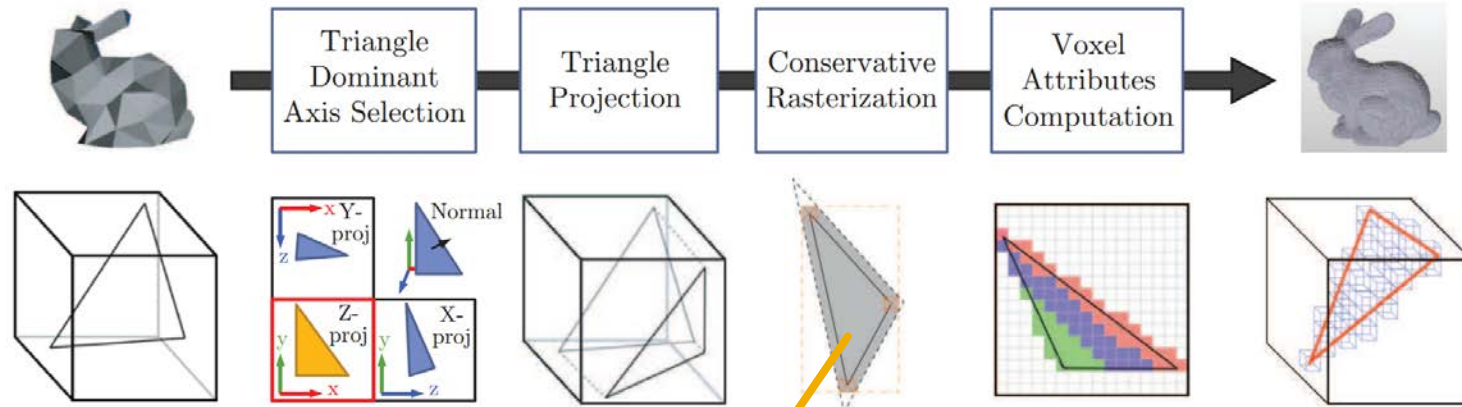 Triangle
Dominant
Axis Selection
Triangle
Projection
Conservative
Rasterization
Voxel
Attributes
Computation
x Y-
proj
z
Normal
Z-
proj
y
x
X-
proj
y
z